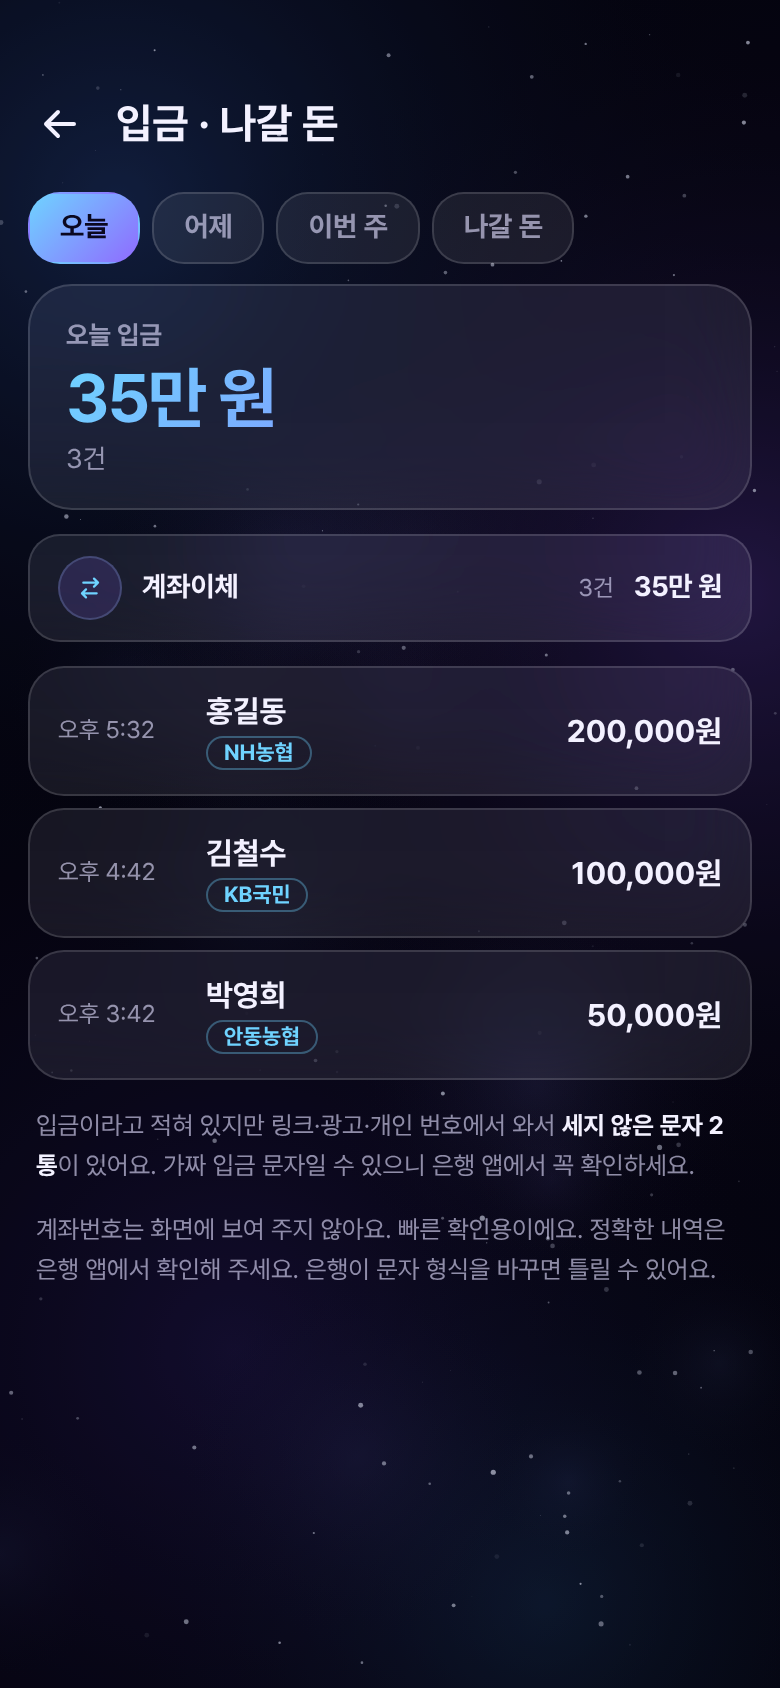 입금 · 나갈 돈
오늘
어제
이번 주
나갈 돈
오늘 입금
35만 원
3건
계좌이체
3건
35만 원
오후 5:32
홍길동
NH농협
200,000원
오후 4:42
김철수
KB국민
100,000원
오후 3:42
박영희
안동농협
50,000원
입금이라고 적혀 있지만 링크·광고·개인 번호에서 와서 세지 않은 문자 2
통이 있어요. 가짜 입금 문자일 수 있으니 은행 앱에서 꼭 확인하세요.
계좌번호는 화면에 보여 주지 않아요. 빠른 확인용이에요. 정확한 내역은
은행 앱에서 확인해 주세요. 은행이 문자 형식을 바꾸면 틀릴 수 있어요.